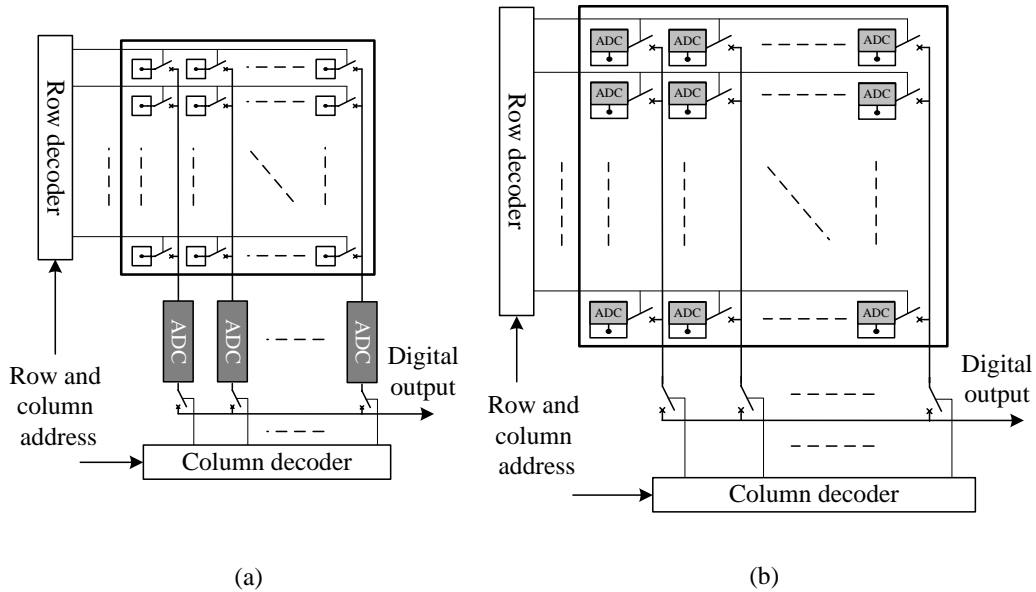 Row decoder
ADC
ADC
ADC
Digital
output
Row and
column
address
Column decoder
(a)
Row decoder
ADC
ADC
ADC
ADC
ADC
ADC
ADC
ADC
ADC
Digital
output
Row and
column
address
Column decoder
(b)